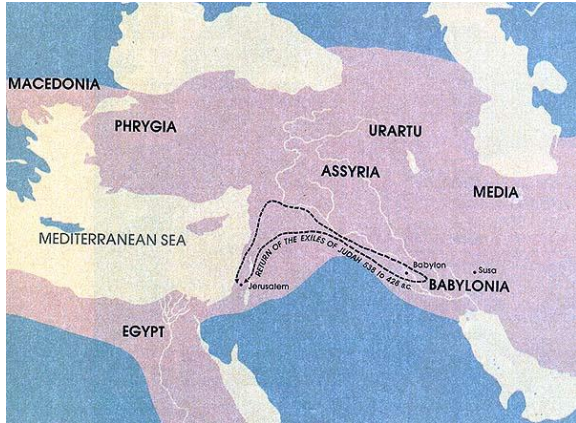 MACEDONIA
PHRYGIA
URARTU
ASSYRIA
MEDIA
MEDITERRANEAN SEA
RETURN OF THE EXILES OF JUDAH 538 to 428 B.C.
Babylon
Susa
Jerusalem
BABYLONIA
EGYPT